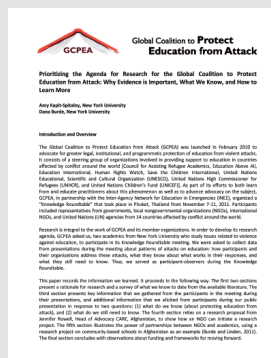 GCPEA
Global Coalition to Protect
Education from Attack
Prioritizing the Agenda for Research for the Global Coalition to Protect
Education from Attack: Why Evidence is Important, What We Know, and How to
Learn More
Amy Kapit-Spitalny, New York University
Dana Burde, New York University
Introduction and Overview
The Global Coalition to Protect Education from Attack (GCPEA) was launched in February 2010 to
advocate for greater legal, institutional, and programmatic protection of education from violent attacks.
It consists of a steering group of organizations involved in providing support to education in countries
affected by conflict around the world (Council for Assisting Refugee Academics, Education Above All,
Education International, Human Rights Watch, Save the Children International, United Nations
Educational, Scientific and Cultural Organization [UNESCO], United Nations High Commissioner for
Refugees [UNHCR], and United Nations Children's Fund [UNICEF]). As part of its efforts to both learn
from and educate practitioners about this phenomenon as well as to advance advocacy on the subject,
GCPEA, in partnership with the Inter-Agency Network for Education in Emergencies (INEE), organized a
"Knowledge Roundtable" that took place in Phuket, Thailand from November 7-11, 2011. Participants
included representatives from governments, local nongovernmental organizations (NGOs), international
NGOs, and United Nations (UN) agencies from 14 countries affected by conflict around the world.
Research is integral to the work of GCPEA and its member organizations. In order to develop its research
agenda, GCPEA asked us, two academics from New York University who study issues related to violence
against education, to participate in its Knowledge Roundtable. We were asked to collect data
from presentations during the meeting about patterns of attacks on education: how participants and
their organizations address these attacks, what they know about what works in their responses, and
what they still need to know. Thus, we served as participant-observers during the Knowledge
Roundtable.
This paper records the information we learned. It proceeds in the following way. The first two sections
present a rationale for research and a survey of what we know to date from the available literature. The
third section presents key information that we gathered from the participants in the meeting during
their presentations, and additional information that we elicited from participants during our public
presentation in response to two questions: (1) what do we know (about protecting education from
attack), and (2) what do we still need to know. The fourth section relies on a research proposal from
Jennifer Rowell, Head of Advocacy CARE, Afghanistan, to show how an NGO can initiate a research
project. The fifth section illustrates the power of partnerships between NGOs and academics, using a
research project on community-based schools in Afghanistan as an example (Burde and Linden, 2011).
The final section concludes with observations about funding and frameworks for moving forward.